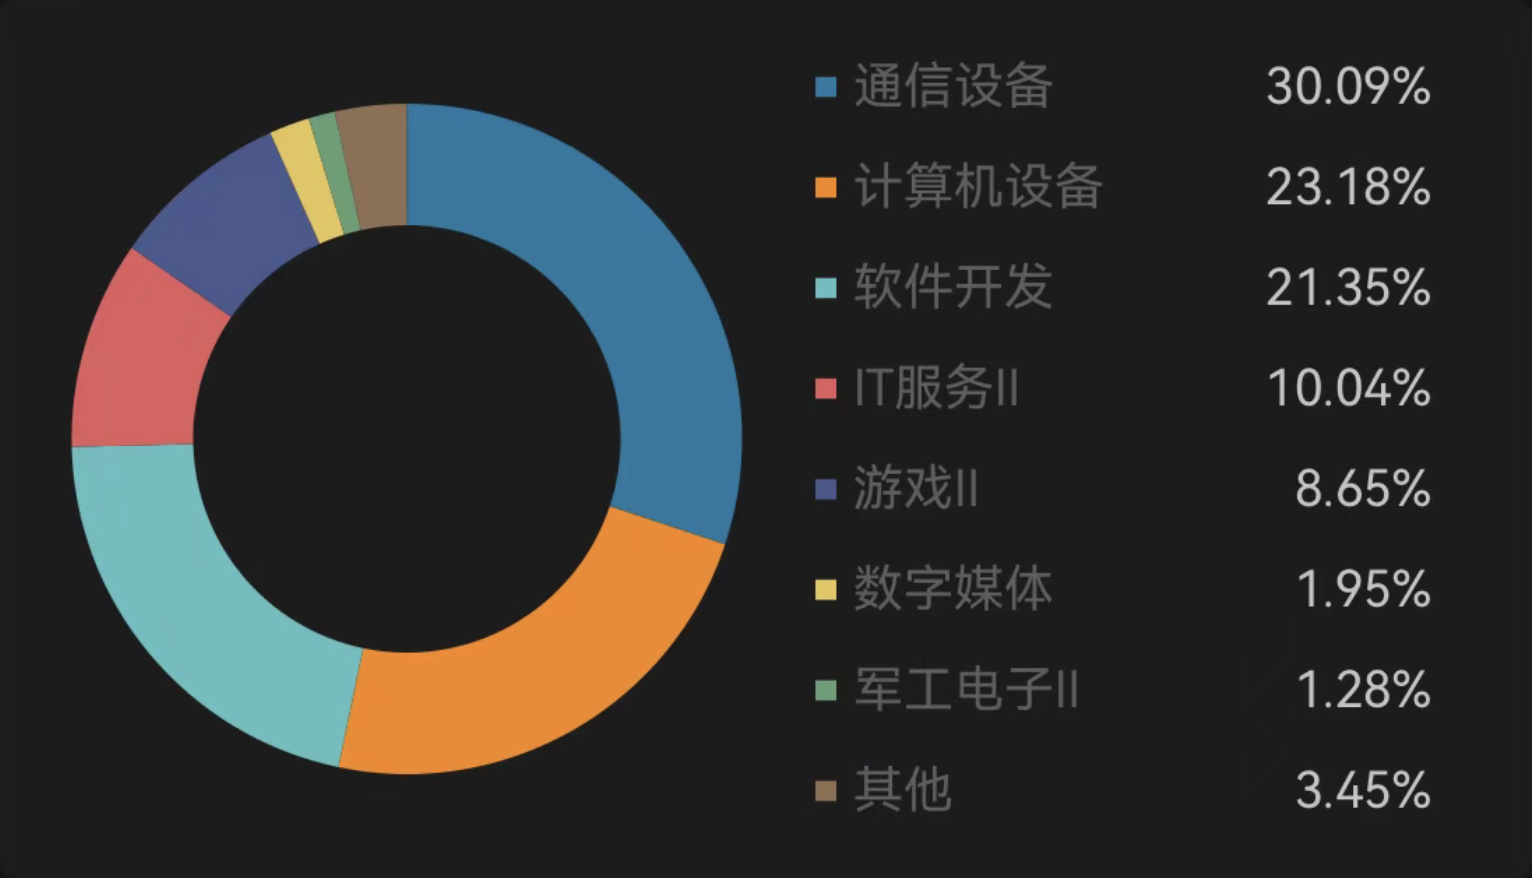 通信设备 30.09%
计算机设备 23.18%
软件开发 21.35%
IT服务II 10.04%
游戏II 8.65%
数字媒体 1.95%
军工电子II 1.28%
其他 3.45%